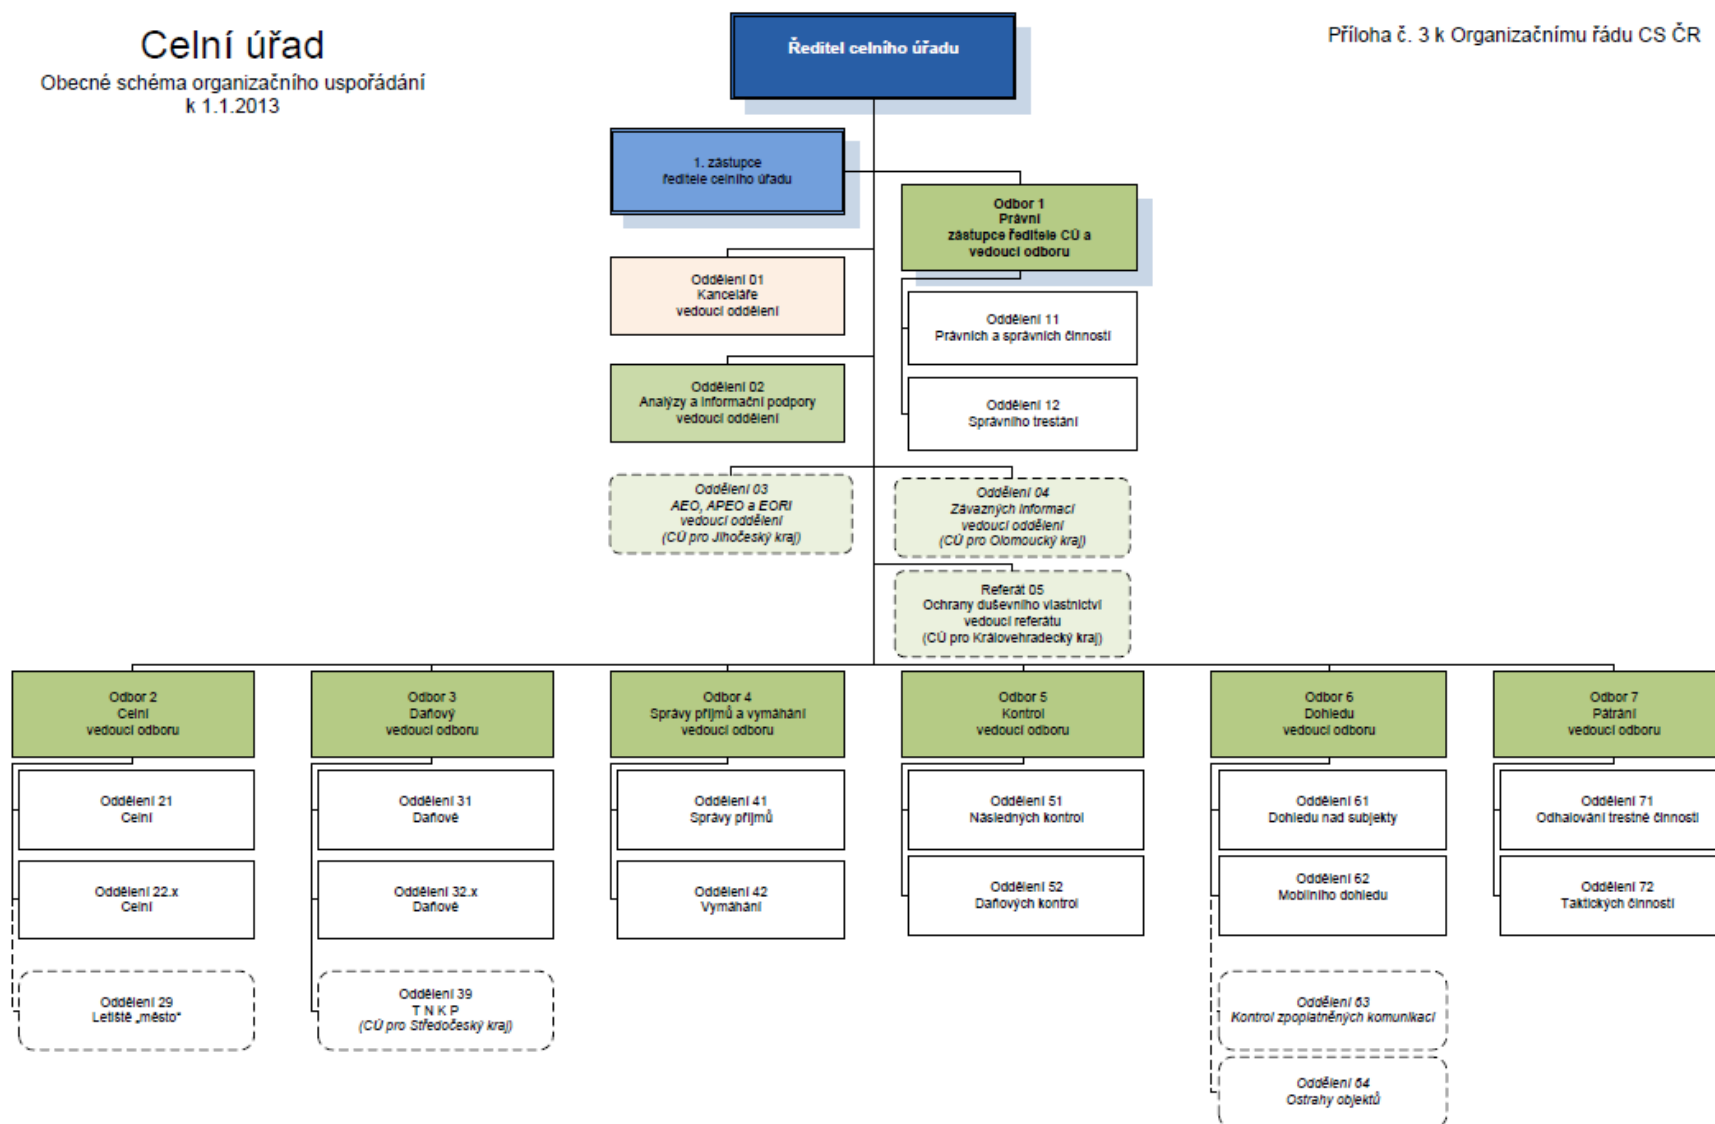 Celní úřad
Obecné schéma organizačního uspořádání
k 1.1.2013
Příloha č. 3 k Organizačnímu řádu CS ČR
Ředitel celního úřadu
1. zástupce
ředitele celního úřadu
Odbor 1
Právní
zástupce ředitele CÚ a
vedoucí odboru
Oddělení 01
Kanceláře
vedoucí oddělení
Oddělení 11
Právních a správních činností
Oddělení 02
Analýzy a informační podpory
vedoucí oddělení
Oddělení 12
Správního trestání
Oddělení 03
AEO, APEO a EORI
vedoucí oddělení
(CÚ pro Jihočeský kraj)
Oddělení 04
Závazných informací
vedoucí oddělení
(CÚ pro Olomoucký kraj)
Referát 05
Ochrany duševního vlastnictví
vedoucí referátu
(CÚ pro Královehradecký kraj)
Odbor 2
Celní
vedoucí odboru
Odbor 3
Daňový
vedoucí odboru
Odbor 4
Správy příjmů a vymáhání
vedoucí odboru
Odbor 5
Kontrol
vedoucí odboru
Odbor 6
Dohledu
vedoucí odboru
Odbor 7
Pátrání
vedoucí odboru
Oddělení 21
Celní
Oddělení 31
Daňové
Oddělení 41
Správy příjmů
Oddělení 51
Následných kontrol
Oddělení 61
Dohledu nad subjekty
Oddělení 71
Odhalování trestné činnosti
Oddělení 22.x
Celní
Oddělení 32.x
Daňové
Oddělení 42
Vymáhání
Oddělení 52
Daňových kontrol
Oddělení 62
Mobilního dohledu
Oddělení 72
Taktických činností
Oddělení 29
Letiště „město“
Oddělení 39
T N K P
(CÚ pro Středočeský kraj)
Oddělení 63
Kontrol zpoplatněných komunikací
Oddělení 64
Ostrahy objektů